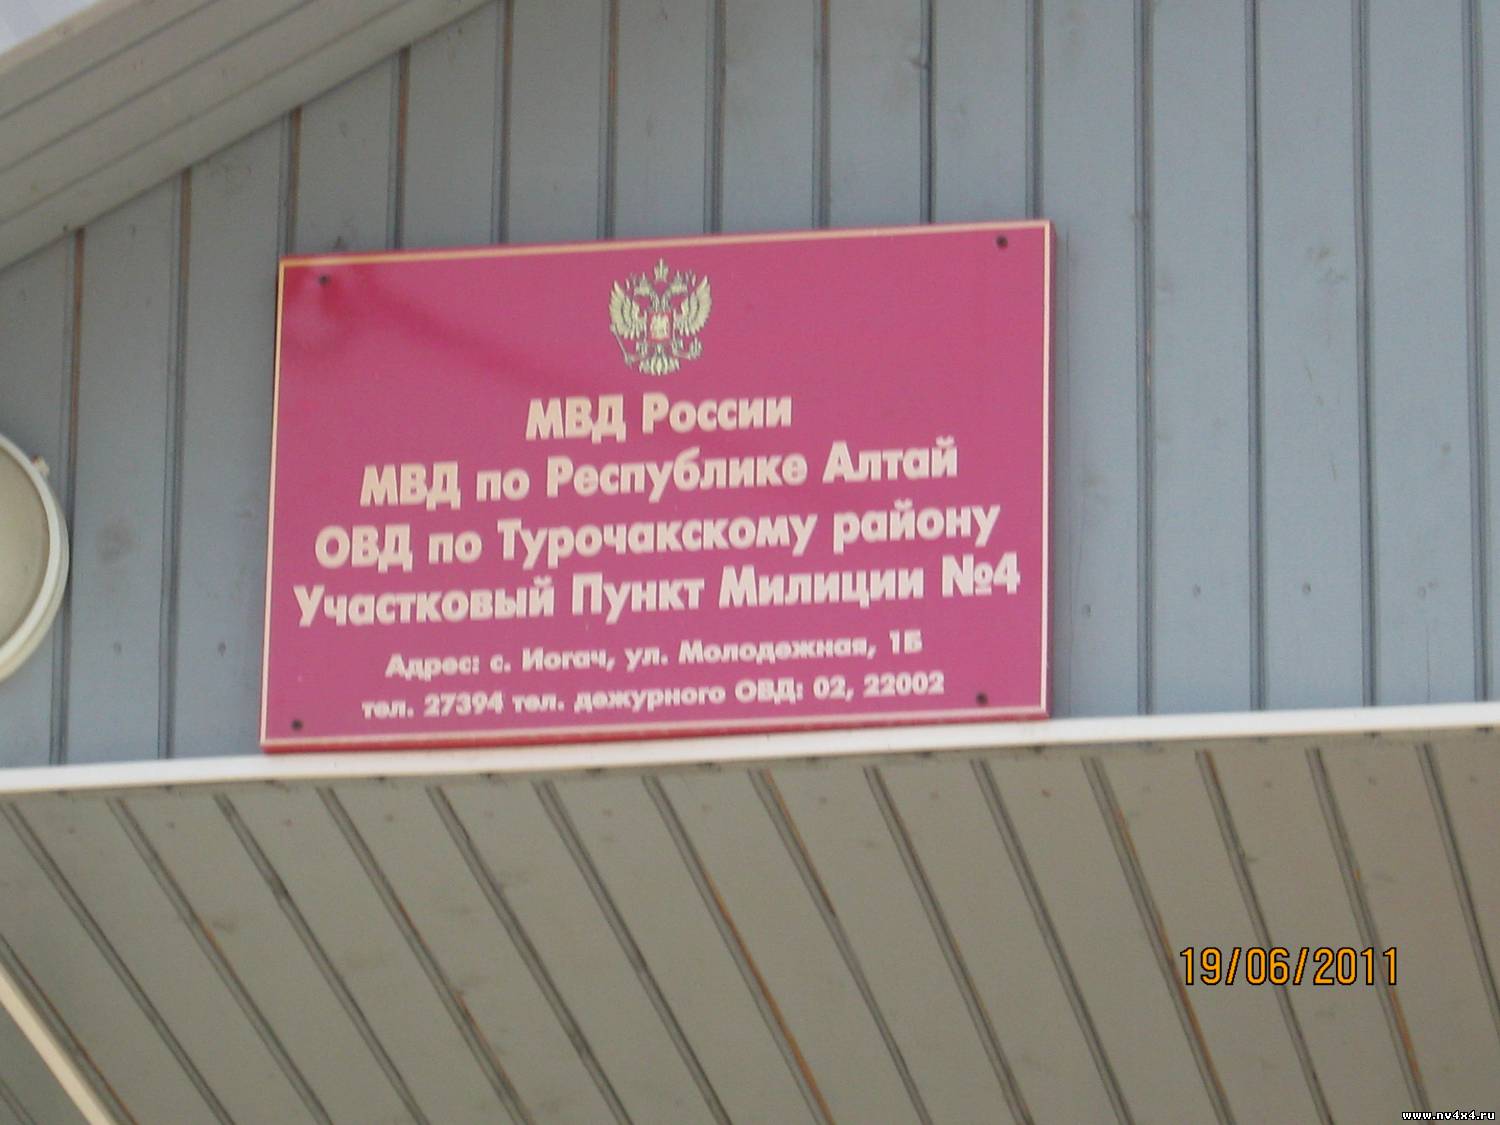 МВД России
МВД по Республике Алтай
ОВД по Турочакскому району
Участковый Пункт Милиции №4
Адрес: с. Иогач, ул. Молодежная, 1Б
тел. 27394 тел. дежурного ОВД: 02, 22002
19/06/2011
www.nv4x4.ru